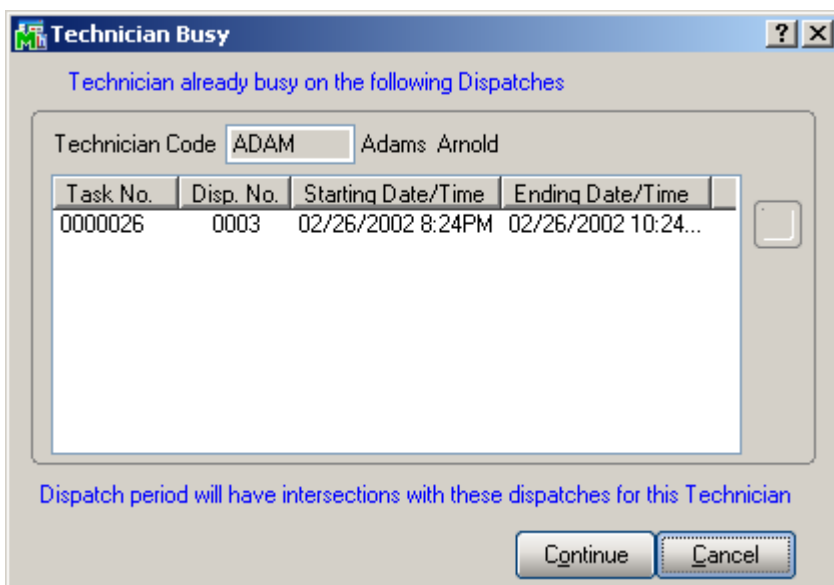 Technician Busy
Technician already busy on the following Dispatches
Technician Code ADAM Adams Arnold
Task No. Disp. No. Starting Date/Time Ending Date/Time
0000026 0003 02/26/2002 8:24PM 02/26/2002 10:24...
Dispatch period will have intersections with these dispatches for this Technician
Continue Cancel